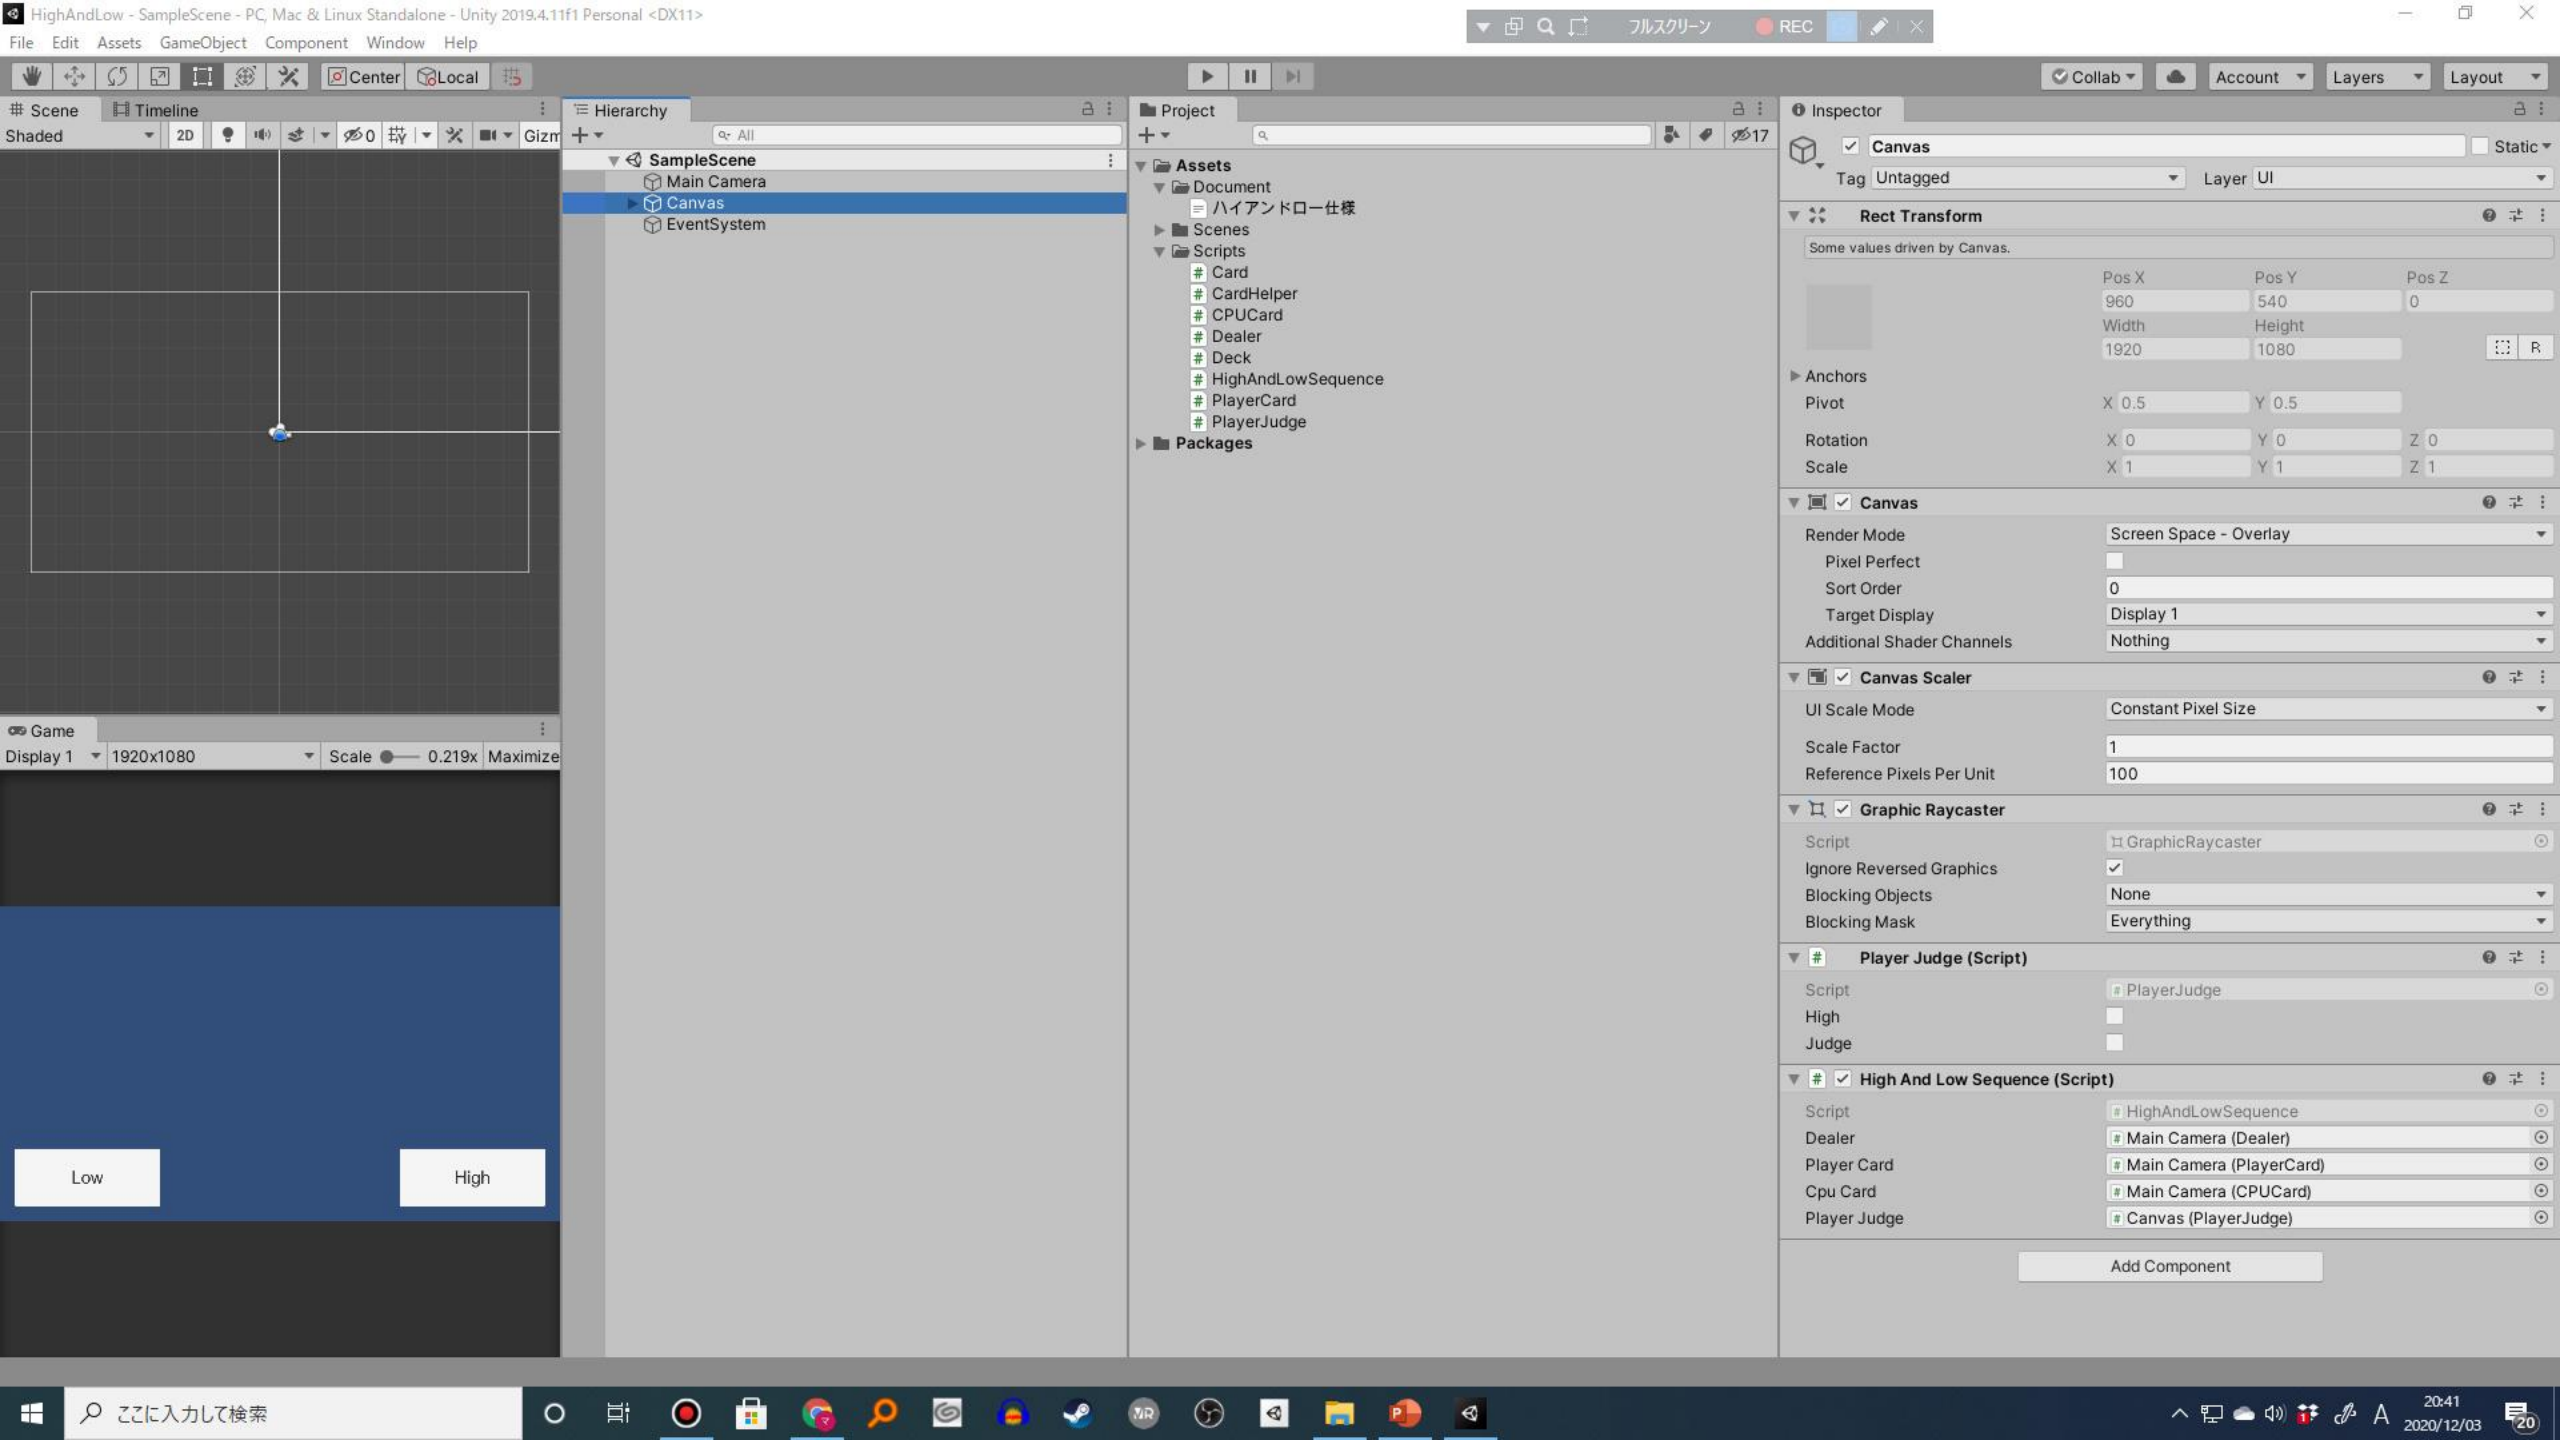 HighAndLow - SampleScene - PC, Mac & Linux Standalone - Unity 2019.4.11f1 Personal <DX11>
フルスクリーン REC
File Edit Assets GameObject Component Window Help
Center Local
Collab Account Layers Layout
Scene Timeline
Shaded 2D 0 Gizm
Hierarchy
All
SampleScene
Main Camera
Canvas
EventSystem
Project
17
Assets
Document
ハイアンドロー仕様
Scenes
Scripts
Card
CardHelper
CPUCard
Dealer
Deck
HighAndLowSequence
PlayerCard
PlayerJudge
Packages
Game
Display 1 1920x1080 Scale 0.219x Maximize
Low High
Inspector
Canvas Static
Tag Untagged Layer UI
Rect Transform
Some values driven by Canvas.
Pos X Pos Y Pos Z
960 540 0
Width Height
1920 1080
R
Anchors
Pivot X 0.5 Y 0.5
Rotation X 0 Y 0 Z 0
Scale X 1 Y 1 Z 1
Canvas
Render Mode Screen Space - Overlay
Pixel Perfect
Sort Order 0
Target Display Display 1
Additional Shader Channels Nothing
Canvas Scaler
UI Scale Mode Constant Pixel Size
Scale Factor 1
Reference Pixels Per Unit 100
Graphic Raycaster
Script GraphicRaycaster
Ignore Reversed Graphics
Blocking Objects None
Blocking Mask Everything
Player Judge (Script)
Script PlayerJudge
High
Judge
High And Low Sequence (Script)
Script HighAndLowSequence
Dealer Main Camera (Dealer)
Player Card Main Camera (PlayerCard)
Cpu Card Main Camera (CPUCard)
Player Judge Canvas (PlayerJudge)
Add Component
ここに入力して検索
A 20:41
2020/12/03 20